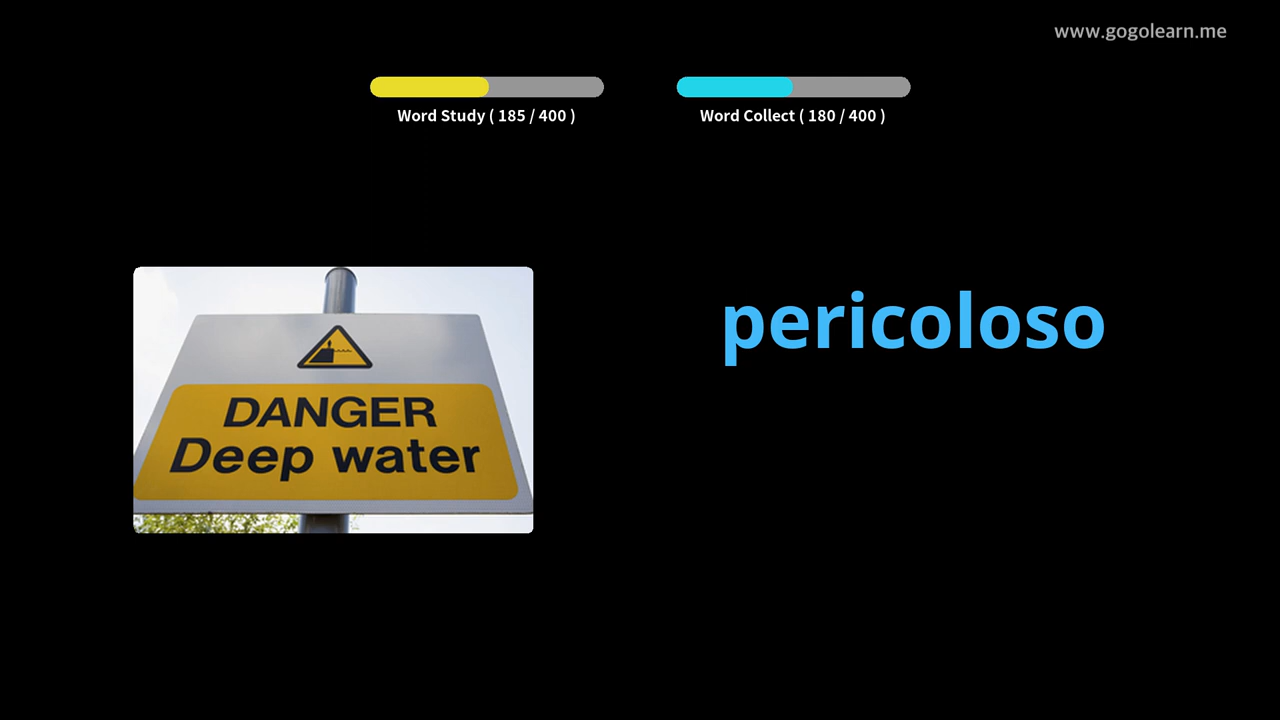 www.gogolearn.me
Word Study ( 185 / 400 )
Word Collect ( 180 / 400 )
DANGER
Deep water
pericoloso